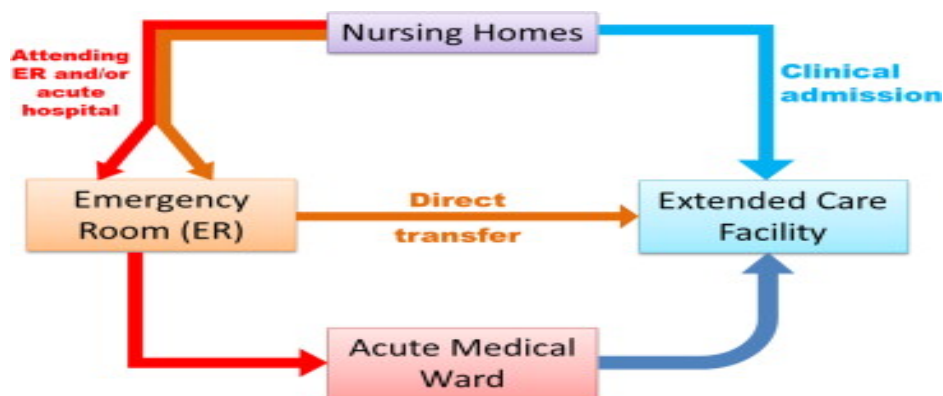 Nursing Homes
Attending
ER and/or
acute
hospital
Clinical
admission
Emergency
Room (ER)
Direct
transfer
Extended Care
Facility
Acute Medical
Ward